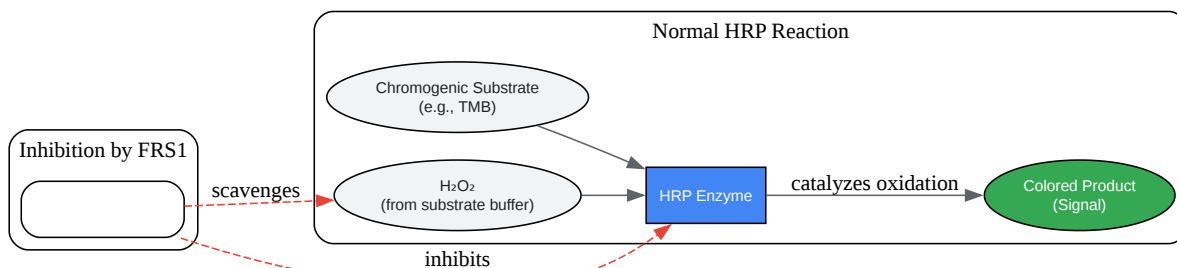 Normal HRP Reaction
Chromogenic Substrate
(e.g., TMB)
Inhibition by FRS1
scavenges
H₂O₂
(from substrate buffer)
HRP Enzyme
catalyzes oxidation
Colored Product
(Signal)
inhibits